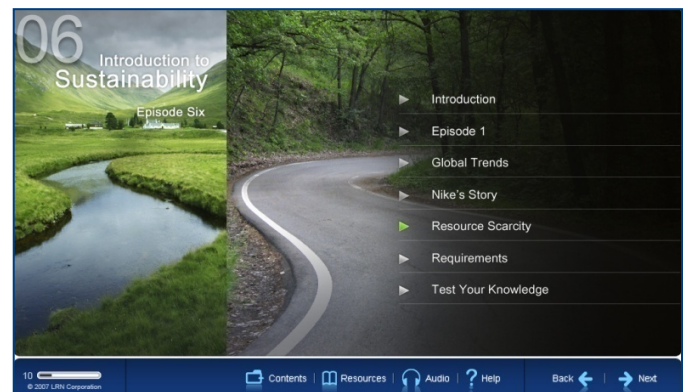 06
Introduction to
Sustainability
Episode Six
Introduction
Episode 1
Global Trends
Nike's Story
Resource Scarcity
Requirements
Test Your Knowledge
10
© 2007 LRN Corporation
Contents | Resources | Audio | Help
Back | Next